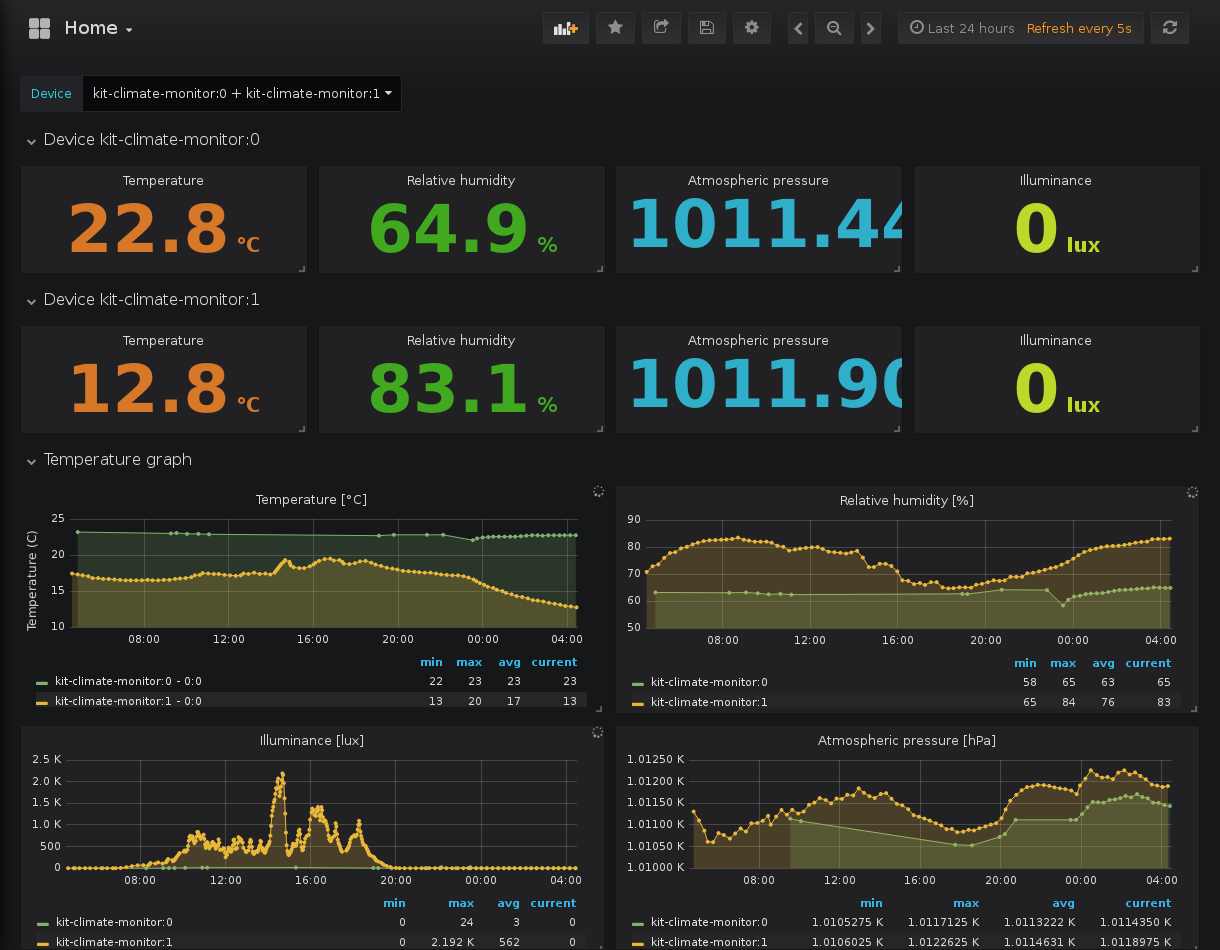 Home
Last 24 hours Refresh every 5s
Device kit-climate-monitor:0 + kit-climate-monitor:1
Device kit-climate-monitor:0
Temperature Relative humidity Atmospheric pressure Illuminance
22.8 °C 64.9 % 1011.44 0 lux
Device kit-climate-monitor:1
Temperature Relative humidity Atmospheric pressure Illuminance
12.8 °C 83.1 % 1011.90 0 lux
Temperature graph
Temperature [°C]
Temperature (C)
25
20
15
10
08:00 12:00 16:00 20:00 00:00 04:00
min max avg current
kit-climate-monitor:0 - 0:0 22 23 23 23
kit-climate-monitor:1 - 0:0 13 20 17 13
Relative humidity [%]
90
80
70
60
50
08:00 12:00 16:00 20:00 00:00 04:00
min max avg current
kit-climate-monitor:0 58 65 63 65
kit-climate-monitor:1 65 84 76 83
Illuminance [lux]
2.5 K
2.0 K
1.5 K
1.0 K
500
0
08:00 12:00 16:00 20:00 00:00 04:00
min max avg current
kit-climate-monitor:0 0 24 3 0
kit-climate-monitor:1 0 2.192 K 562 0
Atmospheric pressure [hPa]
1.01250 K
1.01200 K
1.01150 K
1.01100 K
1.01050 K
1.01000 K
08:00 12:00 16:00 20:00 00:00 04:00
min max avg current
kit-climate-monitor:0 1.0105275 K 1.0117125 K 1.0113222 K 1.0114350 K
kit-climate-monitor:1 1.0106025 K 1.0122625 K 1.0114631 K 1.0118975 K